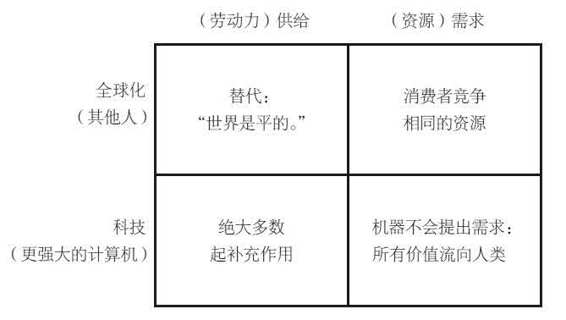 （劳动力）供给
（资源）需求
全球化
（其他人）
替代：
“世界是平的。”
消费者竞争
相同的资源
科技
（更强大的计算机）
绝大多数
起补充作用
机器不会提出需求：
所有价值流向人类